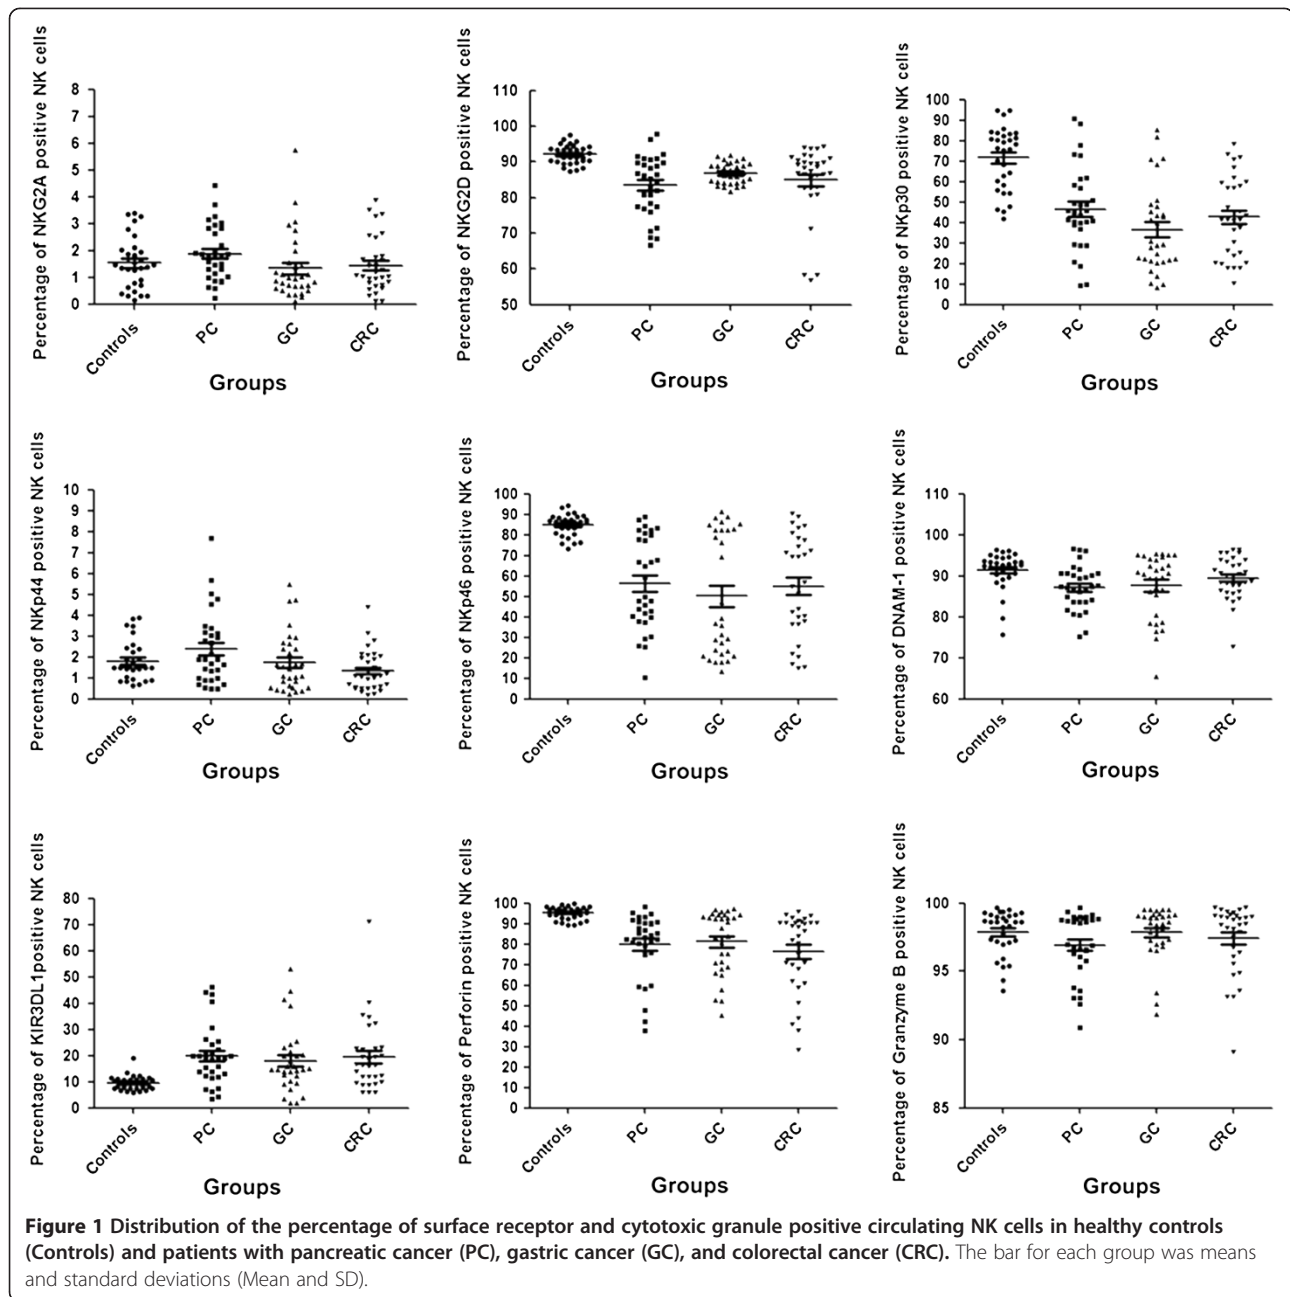 Percentage of NKG2A positive NK cells
8
7
6
5
4
3
2
1
0
Controls
PC
GC
CRC
Groups
Percentage of NKG2D positive NK cells
110
100
90
80
70
60
50
Controls
PC
GC
CRC
Groups
Percentage of NKp30 positive NK cells
100
90
80
70
60
50
40
30
20
10
0
Controls
PC
GC
CRC
Groups
Percentage of NKp44 positive NK cells
10
9
8
7
6
5
4
3
2
1
0
Controls
PC
GC
CRC
Groups
Percentage of NKp46 positive NK cells
100
90
80
70
60
50
40
30
20
10
0
Controls
PC
GC
CRC
Groups
Percentage of DNAM-1 positive NK cells
110
100
90
80
70
60
Controls
PC
GC
CRC
Groups
Percentage of KIR3DL1positive NK cells
80
70
60
50
40
30
20
10
0
Controls
PC
GC
CRC
Groups
Percentage of Perforin positive NK cells
100
90
80
70
60
50
40
30
20
10
0
Controls
PC
GC
CRC
Groups
Percentage of Granzyme B positive NK cells
100
95
90
85
Controls
PC
GC
CRC
Groups
Figure 1 Distribution of the percentage of surface receptor and cytotoxic granule positive circulating NK cells in healthy controls
(Controls) and patients with pancreatic cancer (PC), gastric cancer (GC), and colorectal cancer (CRC). The bar for each group was means
and standard deviations (Mean and SD).